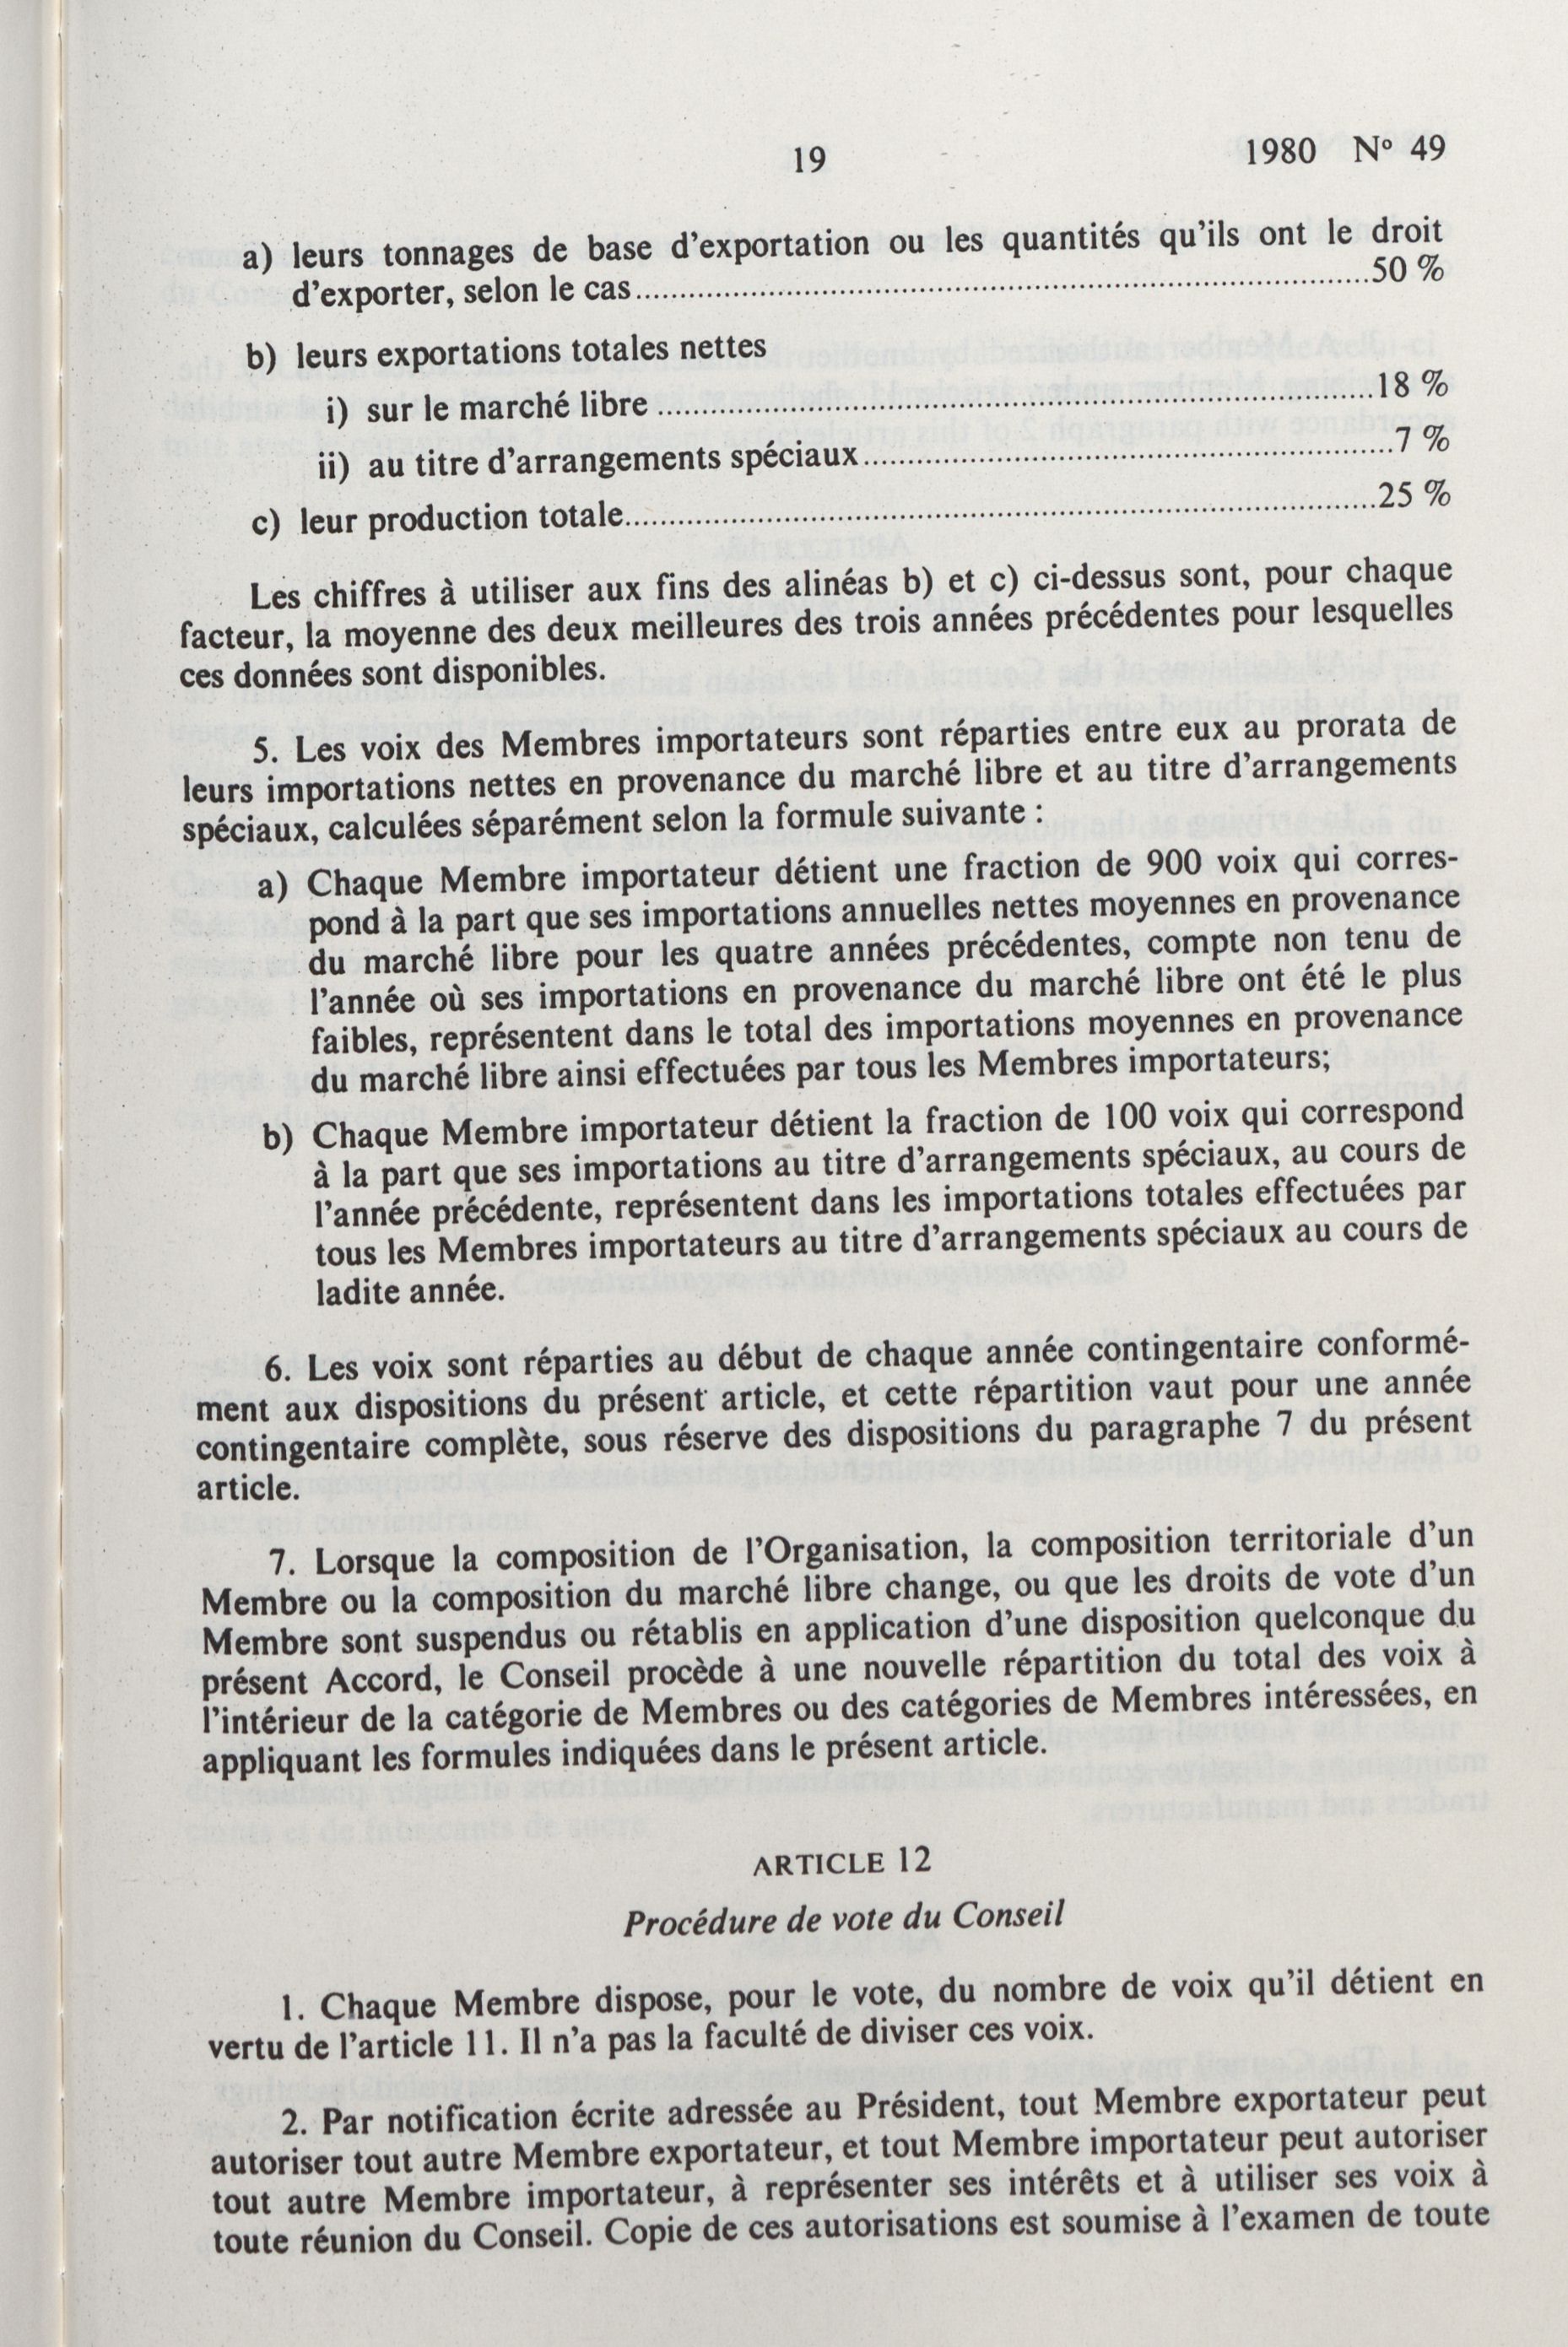 19
1980 Nº 49
a) leurs tonnages de base d'exportation ou les quantités qu'ils ont le droit
d'exporter, selon le cas....................50 %
b) leurs exportations totales nettes
i) sur le marché libre....................18 %
ii) au titre d'arrangements spéciaux....................7 %
c) leur production totale....................25 %
Les chiffres à utiliser aux fins des alinéas b) et c) ci-dessus sont, pour chaque
facteur, la moyenne des deux meilleures des trois années précédentes pour lesquelles
ces données sont disponibles.
5. Les voix des Membres importateurs sont réparties entre eux au prorata de
leurs importations nettes en provenance du marché libre et au titre d'arrangements
spéciaux, calculées séparément selon la formule suivante :
a) Chaque Membre importateur détient une fraction de 900 voix qui corres-
pond à la part que ses importations annuelles nettes moyennes en provenance
du marché libre pour les quatre années précédentes, compte non tenu de
l'année où ses importations en provenance du marché libre ont été le plus
faibles, représentent dans le total des importations moyennes en provenance
du marché libre ainsi effectuées par tous les Membres importateurs;
b) Chaque Membre importateur détient la fraction de 100 voix qui correspond
à la part que ses importations au titre d'arrangements spéciaux, au cours de
l'année précédente, représentent dans les importations totales effectuées par
tous les Membres importateurs au titre d'arrangements spéciaux au cours de
ladite année.
6. Les voix sont réparties au début de chaque année contingentaire conformé-
ment aux dispositions du présent article, et cette répartition vaut pour une année
contingentaire complète, sous réserve des dispositions du paragraphe 7 du présent
article.
7. Lorsque la composition de l'Organisation, la composition territoriale d'un
Membre ou la composition du marché libre change, ou que les droits de vote d'un
Membre sont suspendus ou rétablis en application d'une disposition quelconque du
présent Accord, le Conseil procède à une nouvelle répartition du total des voix à
l'intérieur de la catégorie de Membres ou des catégories de Membres intéressées, en
appliquant les formules indiquées dans le présent article.
ARTICLE 12
Procédure de vote du Conseil
1. Chaque Membre dispose, pour le vote, du nombre de voix qu'il détient en
vertu de l'article 11. Il n'a pas la faculté de diviser ces voix.
2. Par notification écrite adressée au Président, tout Membre exportateur peut
autoriser tout autre Membre exportateur, et tout Membre importateur peut autoriser
tout autre Membre importateur, à représenter ses intérêts et à utiliser ses voix à
toute réunion du Conseil. Copie de ces autorisations est soumise à l'examen de toute